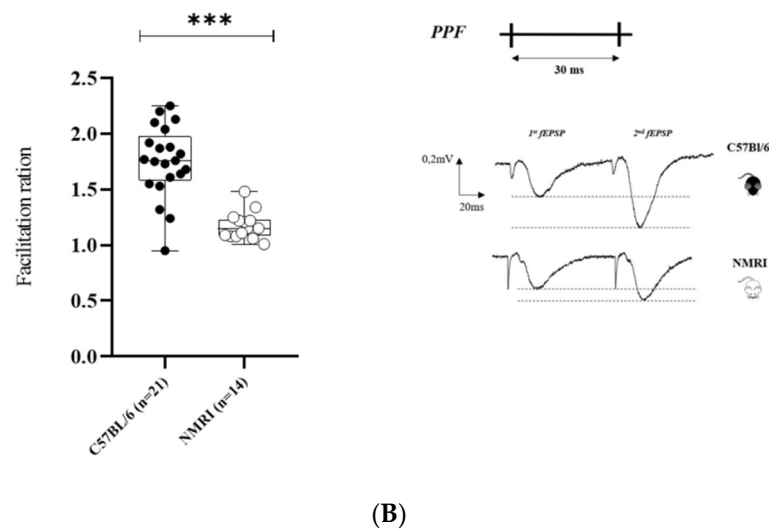 ***
Facilitation ration
2.5
2.0
1.5
1.0
0.5
0.0
C57BL/6 (n=21)
NMRI (n=14)
PPF
30 ms
1st fEPSP
2nd fEPSP
C57Bl/6
0,2mV
20ms
NMRI
(B)